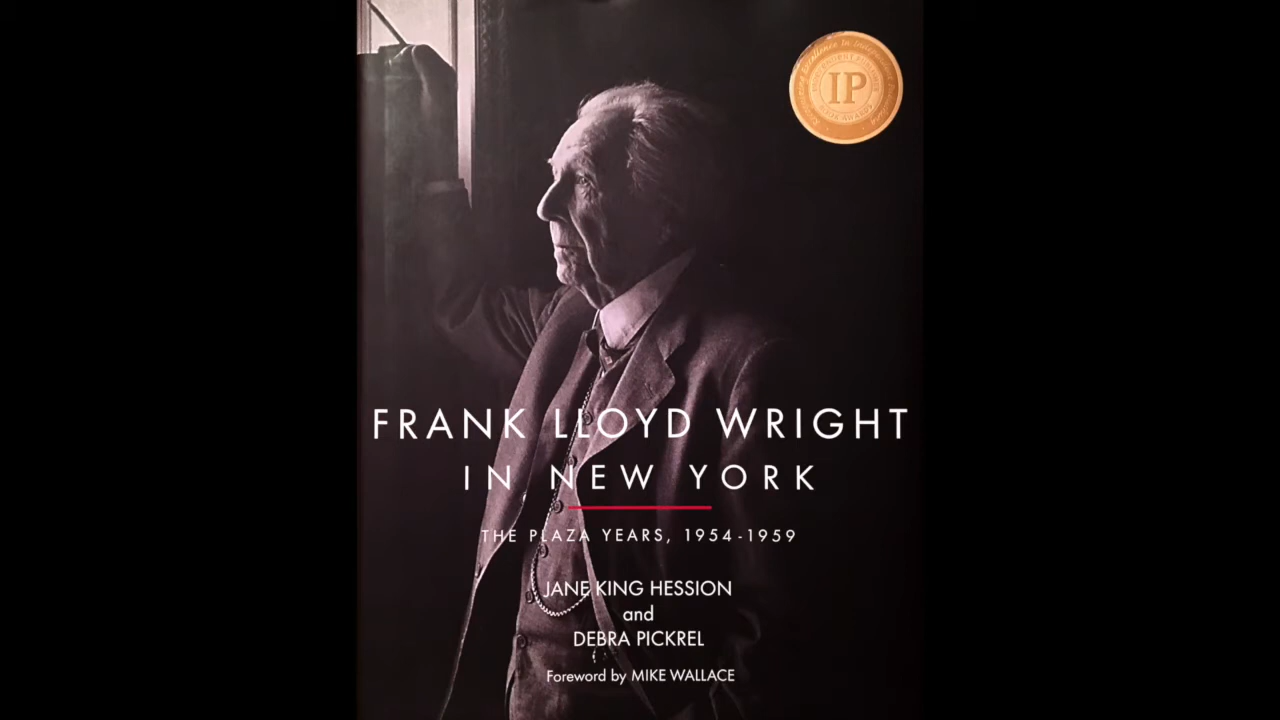 IP
FRANK LLOYD WRIGHT
IN NEW YORK
THE PLAZA YEARS, 1954-1959
JANE KING HESSION
and
DEBRA PICKREL
Foreword by MIKE WALLACE